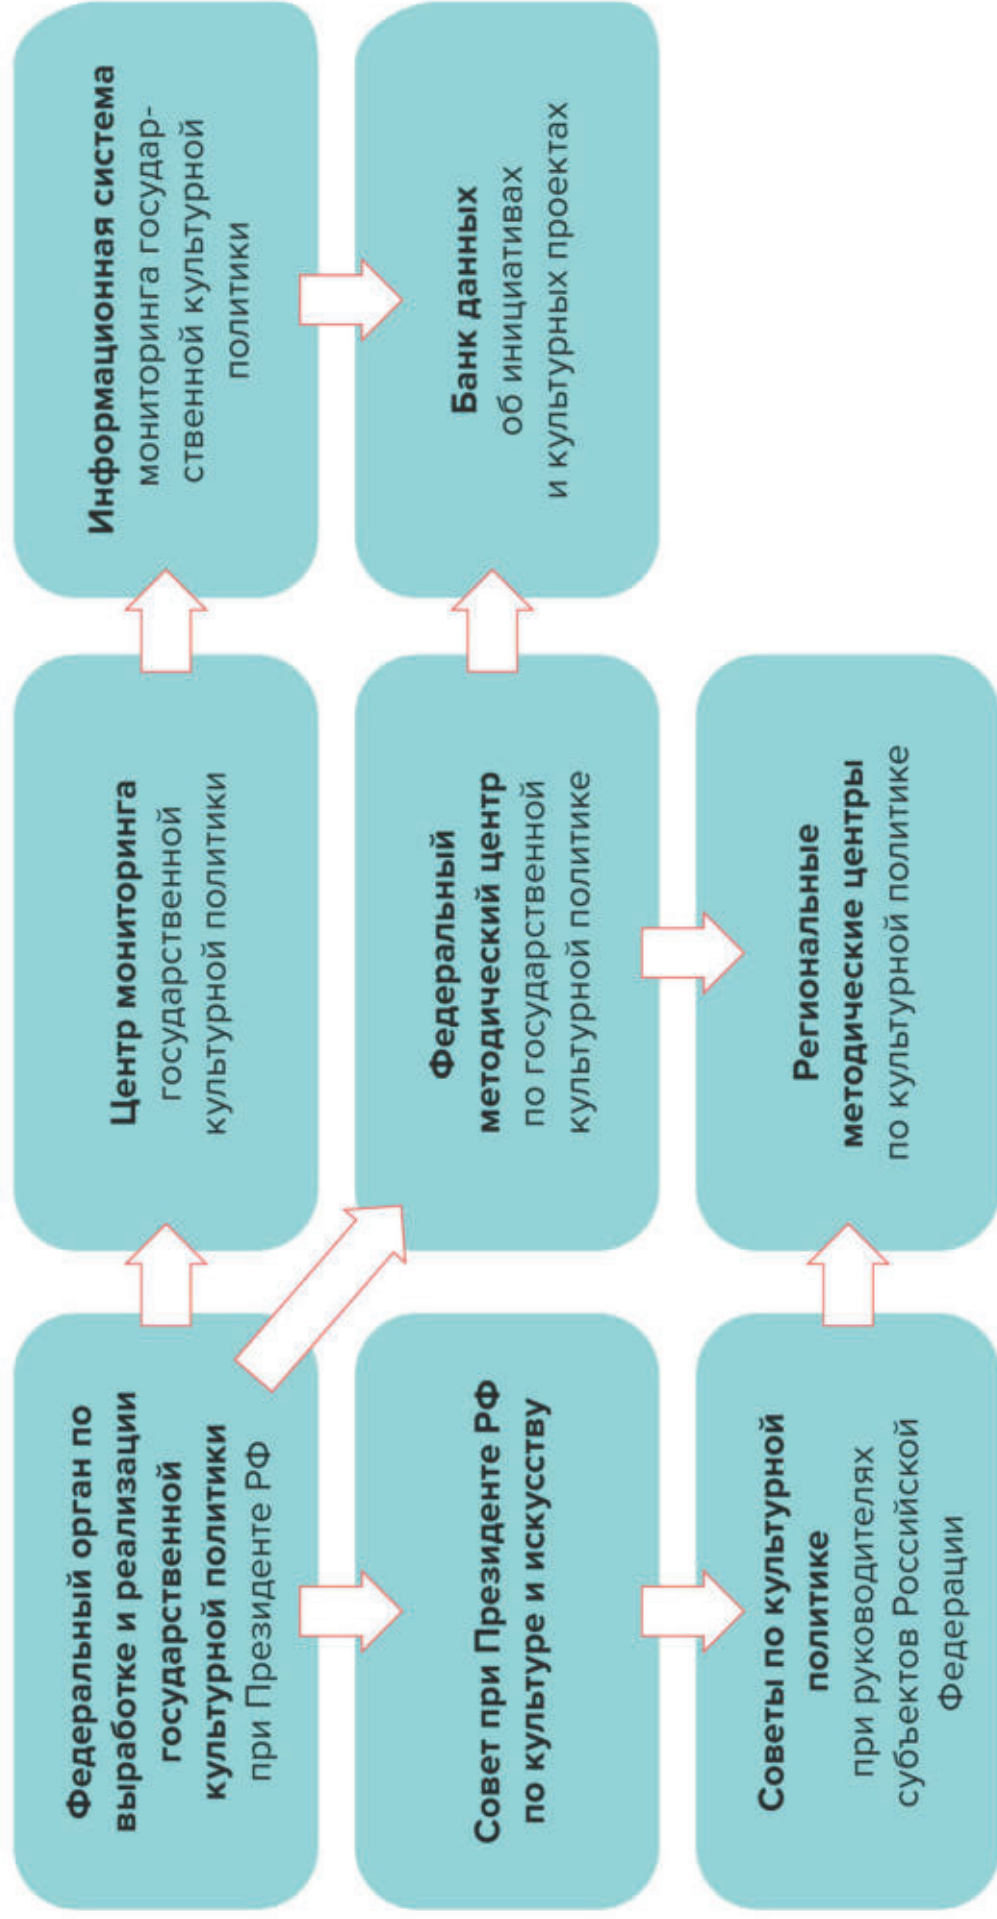 Федеральный орган по
выработке и реализации
государственной
культурной политики
при Президенте РФ
Центр мониторинга
государственной
культурной политики
Информационная система
мониторинга государ-
ственной культурной
политики
Совет при Президенте РФ
по культуре и искусству
Федеральный
методический центр
по государственной
культурной политике
Банк данных
об инициативах
и культурных проектах
Советы по культурной
политике
при руководителях
субъектов Российской
Федерации
Региональные
методические центры
по культурной политике